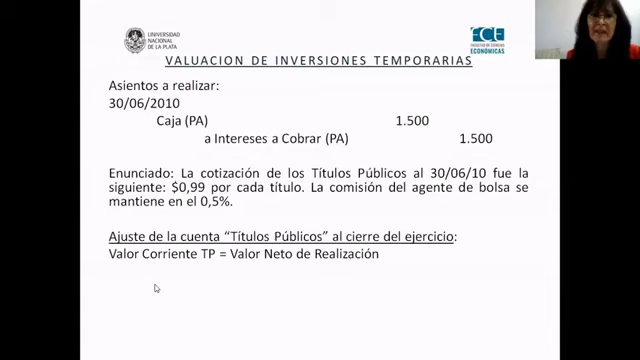 UNIVERSIDAD
NACIONAL
DE LA PLATA
FCE
FACULTAD DE CIENCIAS
ECONÓMICAS
VALUACION DE INVERSIONES TEMPORARIAS
Asientos a realizar:
30/06/2010
Caja (PA) 1.500
a Intereses a Cobrar (PA) 1.500
Enunciado: La cotización de los Títulos Públicos al 30/06/10 fue la
siguiente: $0,99 por cada título. La comisión del agente de bolsa se
mantiene en el 0,5%.
Ajuste de la cuenta “Títulos Públicos” al cierre del ejercicio:
Valor Corriente TP = Valor Neto de Realización